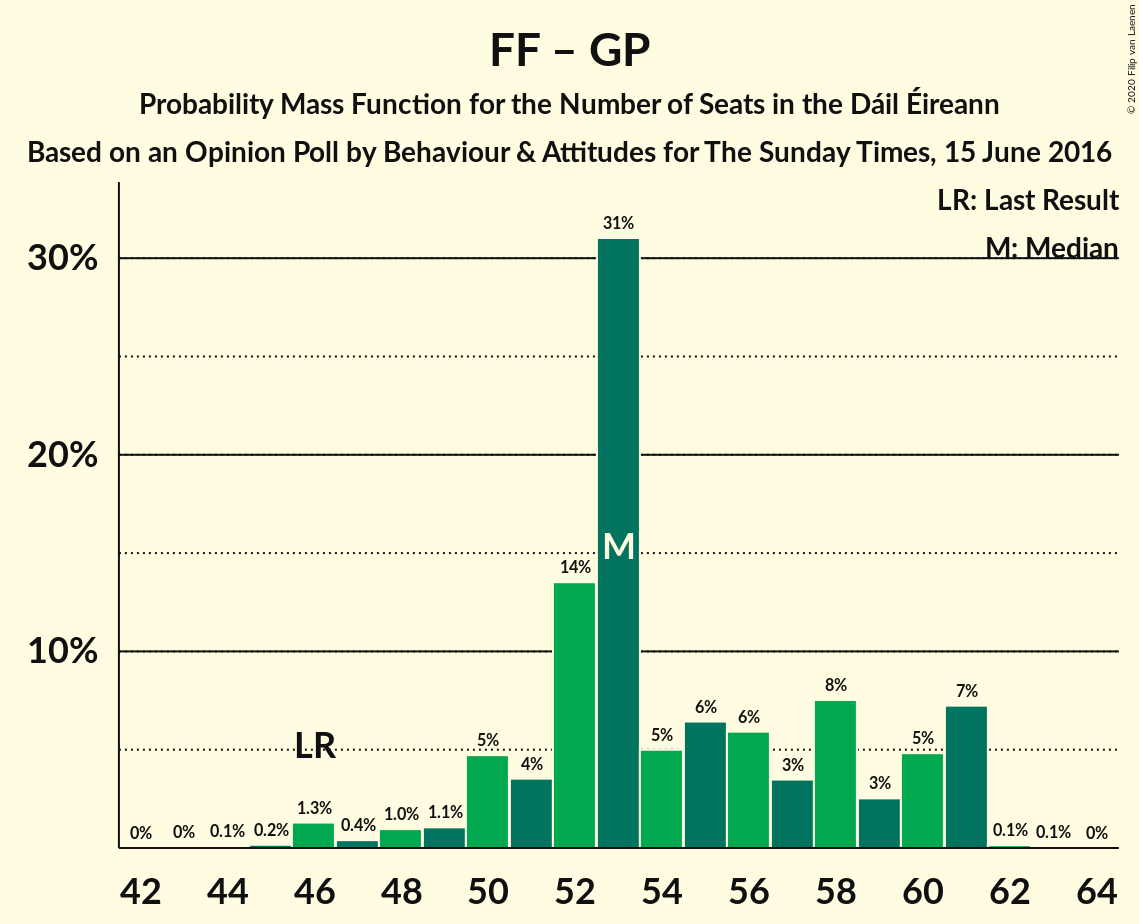 FF – GP
Probability Mass Function for the Number of Seats in the Dáil Éireann
Based on an Opinion Poll by Behaviour & Attitudes for The Sunday Times, 15 June 2016
© 2020 Filip van Laenen
LR: Last Result
M: Median
30%
20%
10%
0% 0% 0.1% 0.2% 1.3% 0.4% 1.0% 1.1% 5% 4% 14% 31% 5% 6% 6% 3% 8% 3% 5% 7% 0.1% 0.1% 0%
LR
M
42 44 46 48 50 52 54 56 58 60 62 64